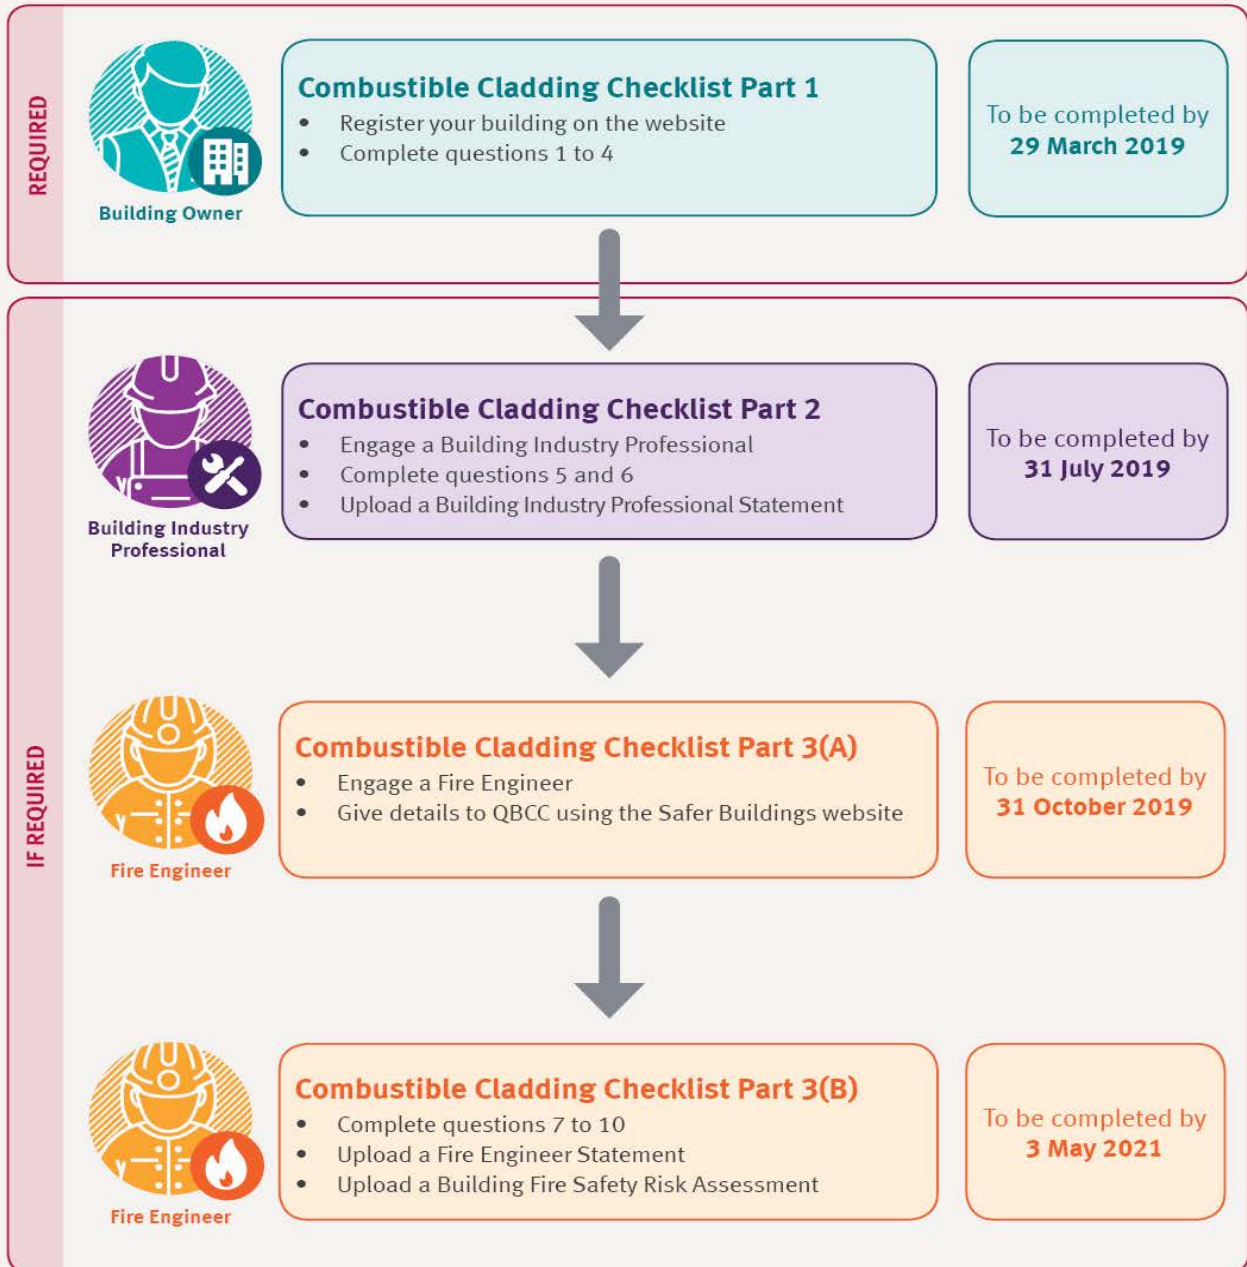 REQUIRED
Building Owner
Combustible Cladding Checklist Part 1
• Register your building on the website
• Complete questions 1 to 4
To be completed by
29 March 2019
IF REQUIRED
Building Industry
Professional
Combustible Cladding Checklist Part 2
• Engage a Building Industry Professional
• Complete questions 5 and 6
• Upload a Building Industry Professional Statement
To be completed by
31 July 2019
Fire Engineer
Combustible Cladding Checklist Part 3(A)
• Engage a Fire Engineer
• Give details to QBCC using the Safer Buildings website
To be completed by
31 October 2019
Fire Engineer
Combustible Cladding Checklist Part 3(B)
• Complete questions 7 to 10
• Upload a Fire Engineer Statement
• Upload a Building Fire Safety Risk Assessment
To be completed by
3 May 2021